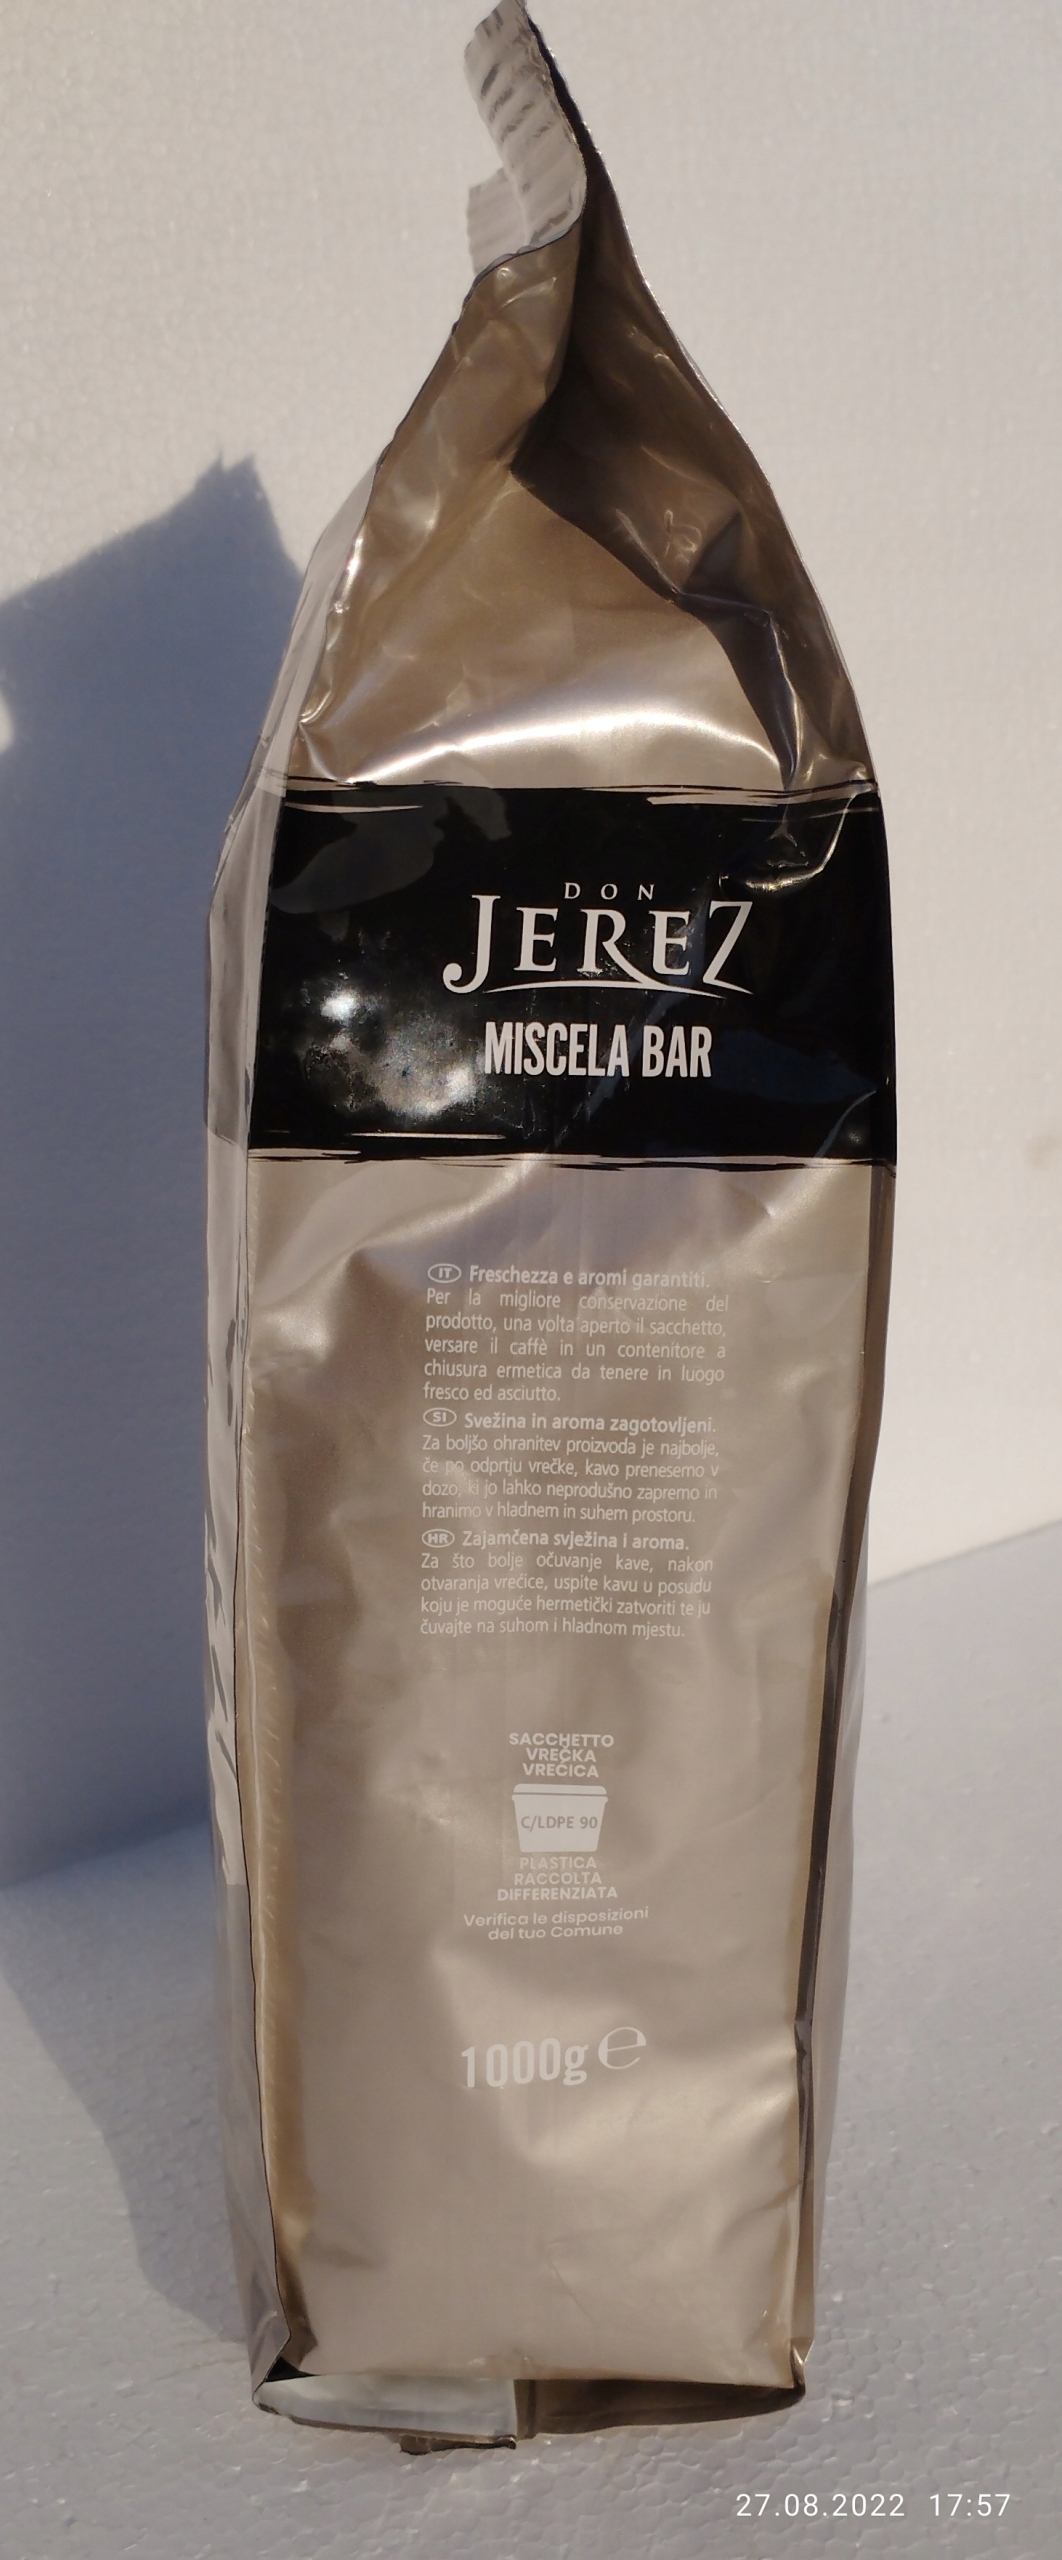 DON
JEREZ
MISCELA BAR
IT Freschezza e aromi garantiti.
Per la migliore conservazione del
prodotto, una volta aperto il sacchetto,
versare il caffè in un contenitore a
chiusura ermetica da tenere in luogo
fresco ed asciutto.
SI Svežina in aroma zagotovljeni.
Za boljšo ohranitev proizvoda je najbolje,
če po odprtju vrečke, kavo prenesemo v
dozo, ki jo lahko neprodušno zapremo in
hranimo v hladnem in suhem prostoru.
HR Zajamčena svježina i aroma.
Za što bolje očuvanje kave, nakon
otvaranja vrećice, uspite kavu u posudu
koju je moguće hermetički zatvoriti te ju
čuvajte na suhom i hladnom mjestu.
SACCHETTO
VREČKA
VREĆICA
C/LDPE 90
PLASTICA
RACCOLTA
DIFFERENZIATA
Verifica le disposizioni
del tuo Comune
1000g ℮
27.08.2022 17:57